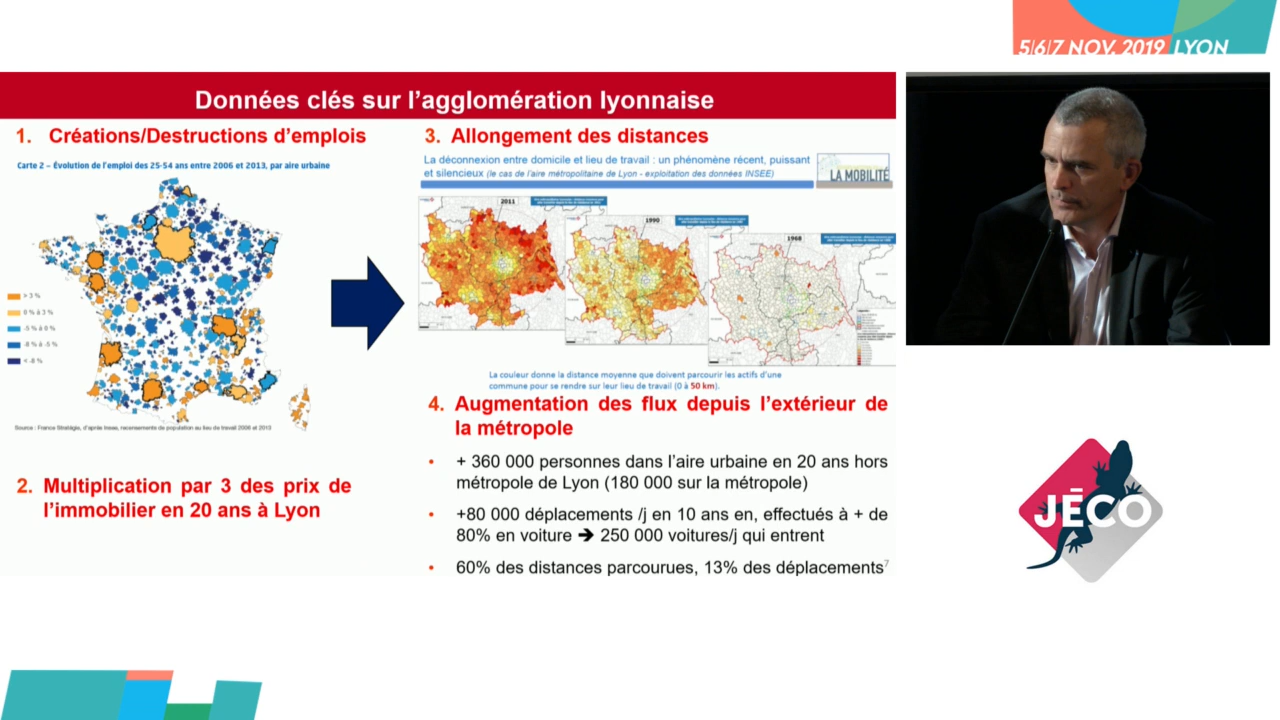 5/6/7 NOV. 2019 LYON
Données clés sur l'agglomération lyonnaise
1. Créations/Destructions d'emplois
Carte 2 – Évolution de l'emploi des 25-54 ans entre 2006 et 2013, par aire urbaine
> 3 %
0 % à 3 %
-5 % à 0 %
-8 % à -5 %
< -8 %
Source : France Stratégie, d'après Insee, recensements de population au lieu de travail 2006 et 2013
2. Multiplication par 3 des prix de
l'immobilier en 20 ans à Lyon
3. Allongement des distances
La déconnexion entre domicile et lieu de travail : un phénomène récent, puissant
et silencieux (le cas de l'aire métropolitaine de Lyon - exploitation des données INSEE)
LA MOBILITÉ
2011
1990
1968
La couleur donne la distance moyenne que doivent parcourir les actifs d'une
commune pour se rendre sur leur lieu de travail (0 à 50 km).
4. Augmentation des flux depuis l'extérieur de
la métropole
• + 360 000 personnes dans l'aire urbaine en 20 ans hors
métropole de Lyon (180 000 sur la métropole)
• +80 000 déplacements /j en 10 ans en, effectués à + de
80% en voiture ➔ 250 000 voitures/j qui entrent
• 60% des distances parcourues, 13% des déplacements
7
JÉCO